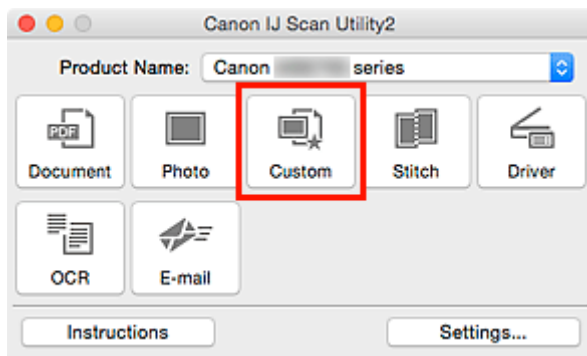 Canon IJ Scan Utility2
Product Name: Canon series
PDF
Document Photo Custom Stitch Driver
OCR E-mail
Instructions Settings...